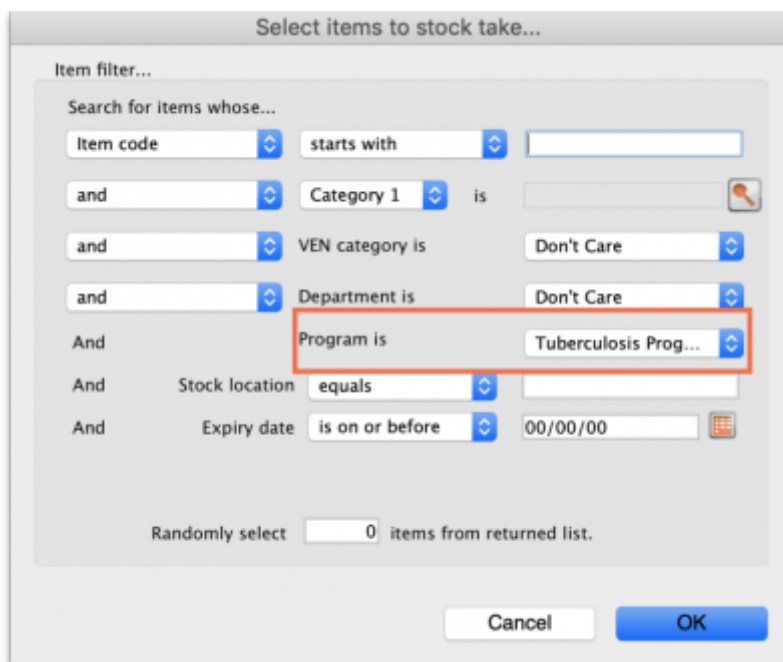 Select items to stock take...
Item filter...
Search for items whose...
Item code starts with
and Category 1 is
and VEN category is Don't Care
and Department is Don't Care
And Program is Tuberculosis Prog...
And Stock location equals
And Expiry date is on or before 00/00/00
Randomly select 0 items from returned list.
Cancel OK